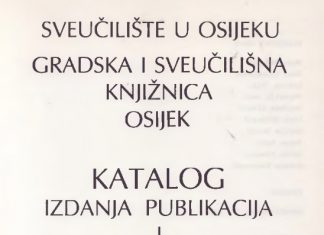 SVEUČILIŠTE U OSIJEKU
GRADSKA I SVEUČILIŠNA
KNJIŽNICA
OSIJEK
KATALOG
IZDANJA PUBLIKACIJA
I